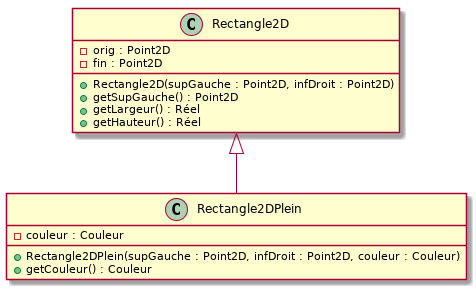 C Rectangle2D
orig : Point2D
fin : Point2D
Rectangle2D(supGauche : Point2D, infDroit : Point2D)
getSupGauche() : Point2D
getLargeur() : Réel
getHauteur() : Réel
C Rectangle2DPlein
couleur : Couleur
Rectangle2DPlein(supGauche : Point2D, infDroit : Point2D, couleur : Couleur)
getCouleur() : Couleur